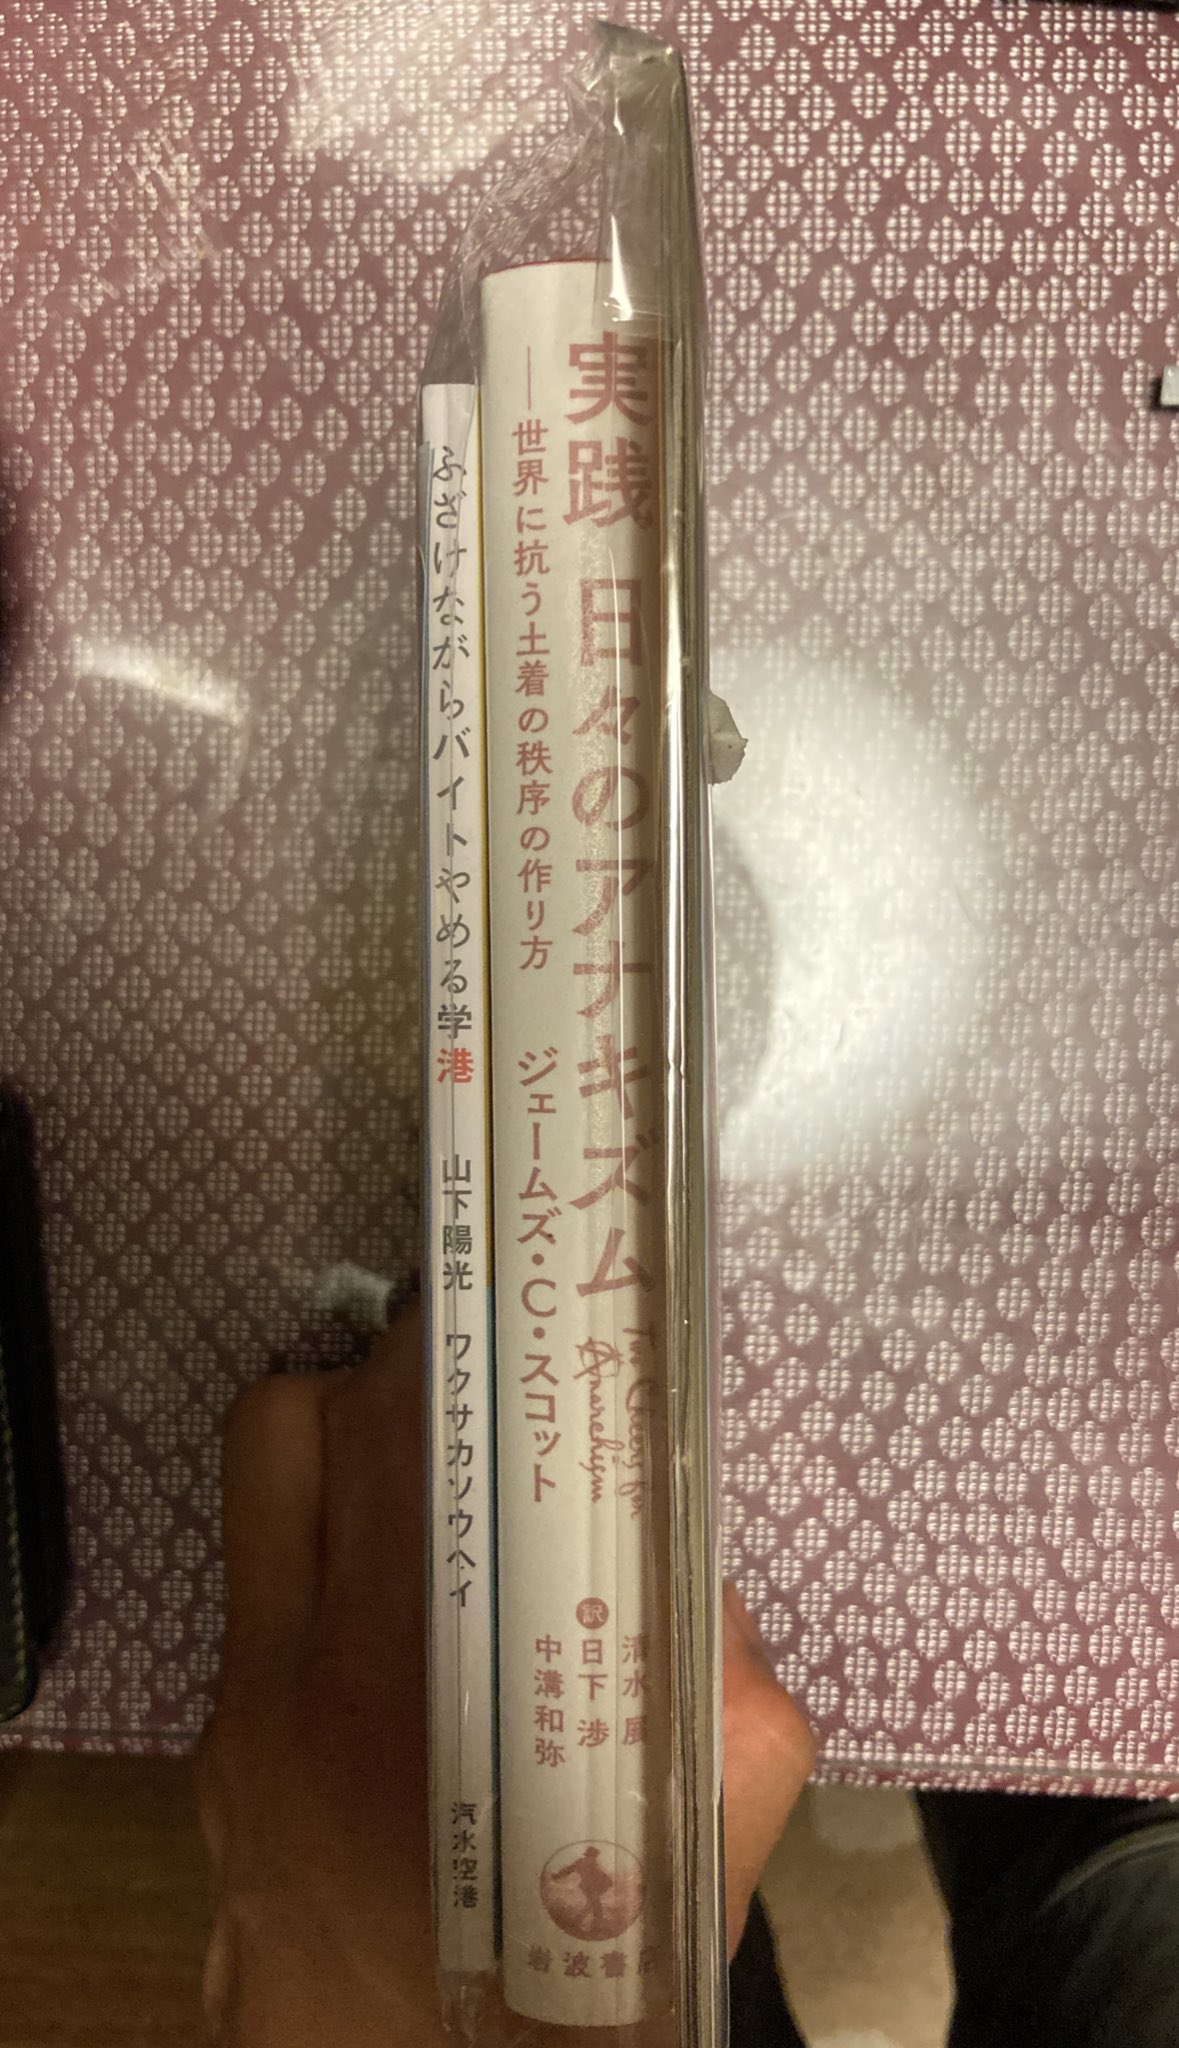 実践 日々のアナキズム
──世界に抗う土着の秩序の作り方
ジェームズ・C・スコット
Two Cheers for
Anarchism
訳
清水 展
日下 渉
中溝和弥
岩波書店
ふざけながらバイトやめる学港
山下陽光 ワクサカソウヘイ
汽水空港